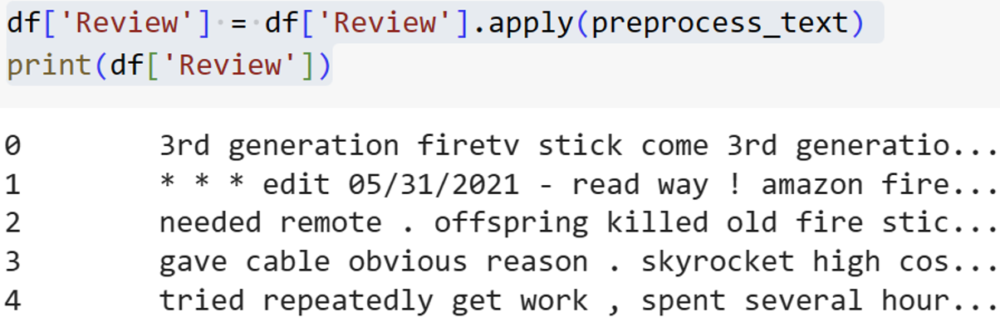 df['Review'] = df['Review'].apply(preprocess_text)
print(df['Review'])
0 3rd generation firetv stick come 3rd generatio...
1 * * * edit 05/31/2021 - read way ! amazon fire...
2 needed remote . offspring killed old fire stic...
3 gave cable obvious reason . skyrocket high cos...
4 tried repeatedly get work , spent several hour...